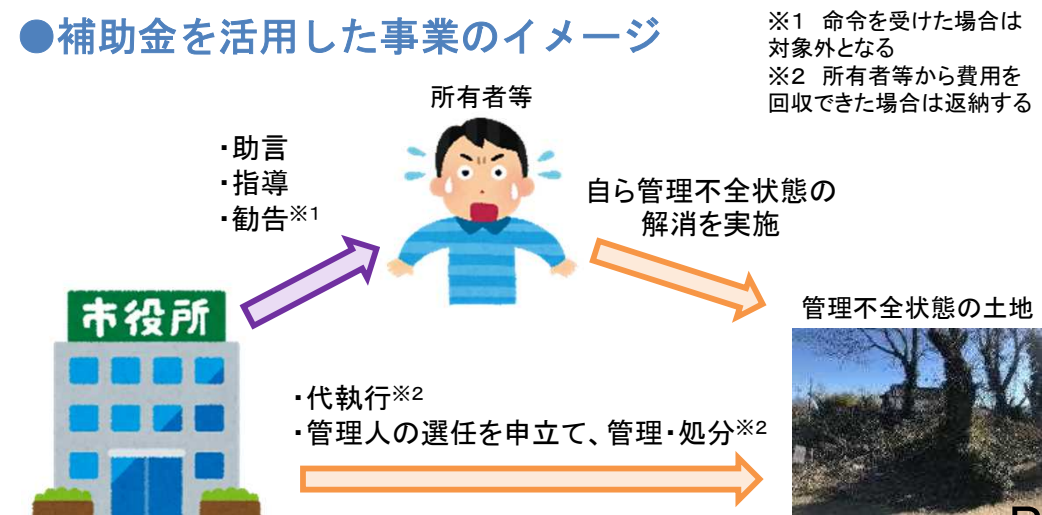 ●補助金を活用した事業のイメージ
※1　命令を受けた場合は
対象外となる
※2　所有者等から費用を
回収できた場合は返納する
所有者等
・助言
・指導
・勧告※1
自ら管理不全状態の
解消を実施
市役所
管理不全状態の土地
・代執行※2
・管理人の選任を申立て、管理・処分※2